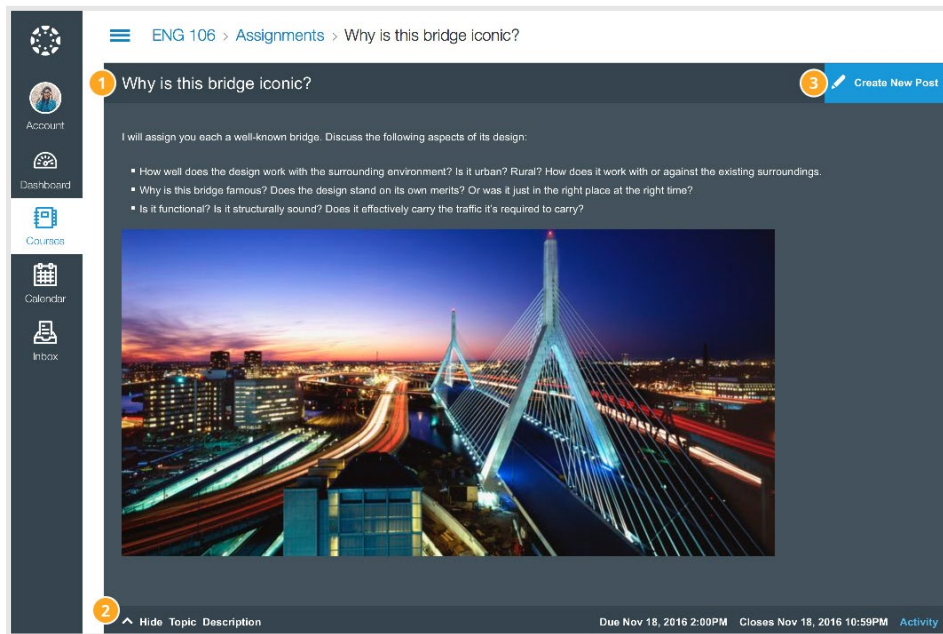 ENG 106 > Assignments > Why is this bridge iconic?
1 Why is this bridge iconic?
3 Create New Post
Account
Dashboard
Courses
Calendar
Inbox
I will assign you each a well-known bridge. Discuss the following aspects of its design:
▪ How well does the design work with the surrounding environment? Is it urban? Rural? How does it work with or against the existing surroundings.
▪ Why is this bridge famous? Does the design stand on its own merits? Or was it just in the right place at the right time?
▪ Is it functional? Is it structurally sound? Does it effectively carry the traffic it's required to carry?
2 Hide Topic Description
Due Nov 18, 2016 2:00PM Closes Nov 18, 2016 10:59PM Activity